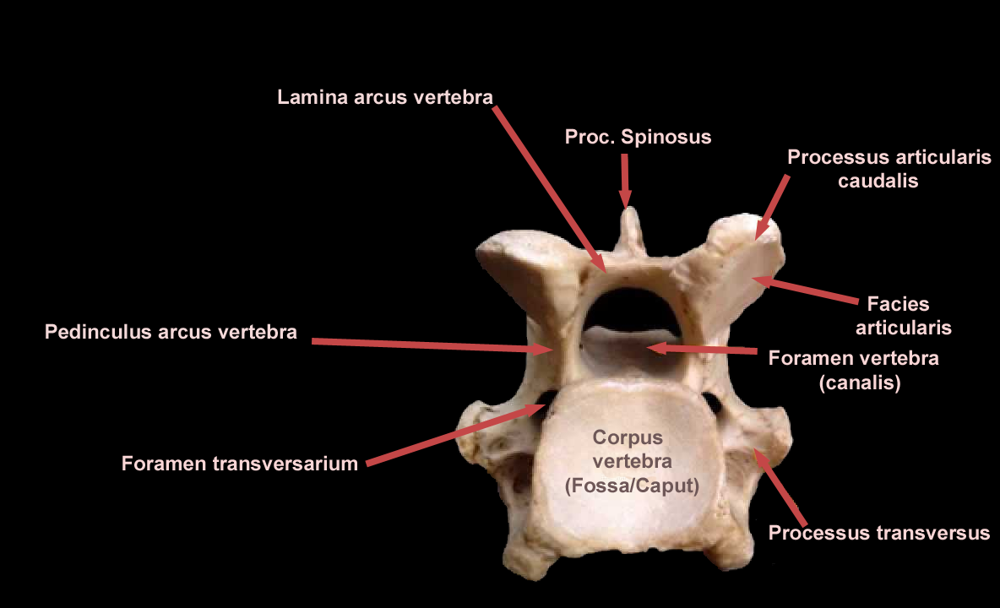 Lamina arcus vertebra
Proc. Spinosus
Processus articularis
caudalis
Facies
articularis
Pedinculus arcus vertebra
Foramen vertebra
(canalis)
Corpus
vertebra
(Fossa/Caput)
Foramen transversarium
Processus transversus